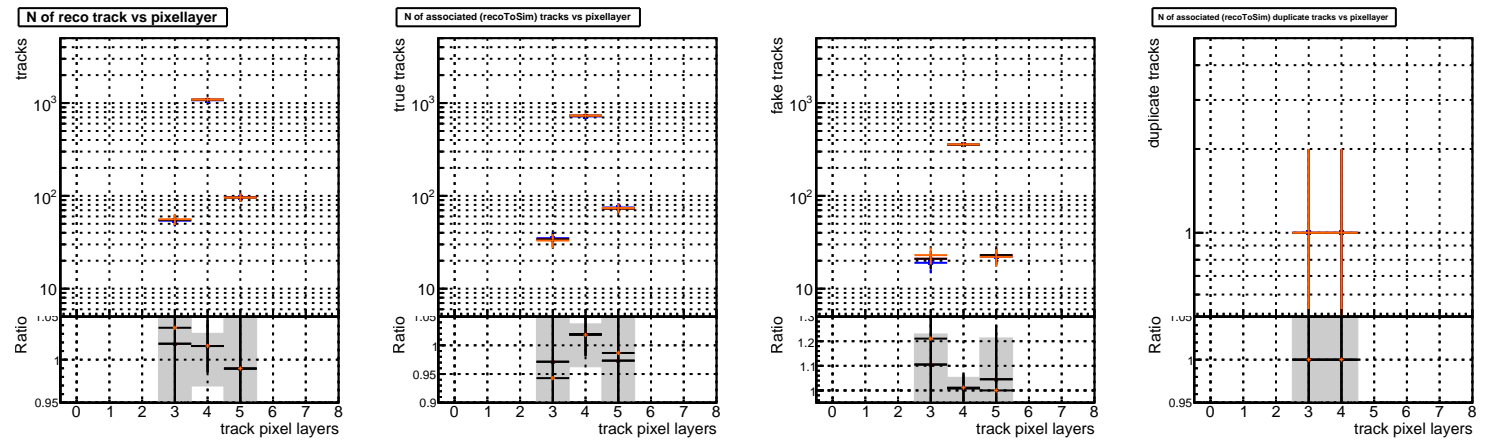 N of reco track vs pixellayer
tracks
10³
10²
10
Ratio
1.05
1
0.95
0 1 2 3 4 5 6 7 8
track pixel layers
N of associated (recoToSim) tracks vs pixellayer
true tracks
10³
10²
10
Ratio
1.05
1
0.95
0.9
0 1 2 3 4 5 6 7 8
track pixel layers
fake tracks
10³
10²
10
Ratio
1.3
1.2
1.1
1
0 1 2 3 4 5 6 7 8
track pixel layers
N of associated (recoToSim) duplicate tracks vs pixellayer
duplicate tracks
1
Ratio
1.05
1
0.95
0 1 2 3 4 5 6 7 8
track pixel layers